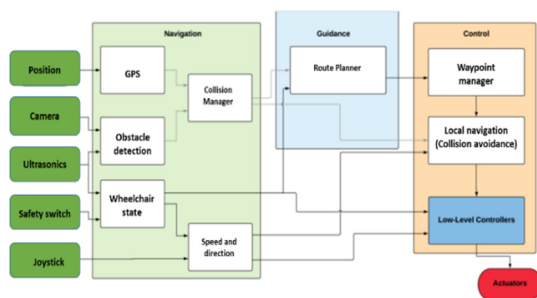 Navigation
Guidance
Control
Position
GPS
Collision
Manager
Route Planner
Waypoint
manager
Camera
Obstacle
detection
Local navigation
(Collision avoidance)
Ultrasonics
Wheelchair
state
Safety switch
Low-Level Controllers
Speed and
direction
Joystick
Actuators